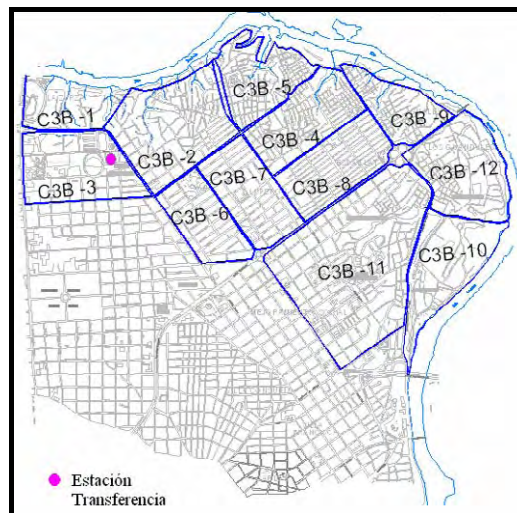 C3B -1
C3B -2
C3B -3
C3B -4
C3B -5
C3B -6
C3B -7
C3B -8
C3B -9
C3B -10
C3B -11
C3B -12
Estación
Transferencia